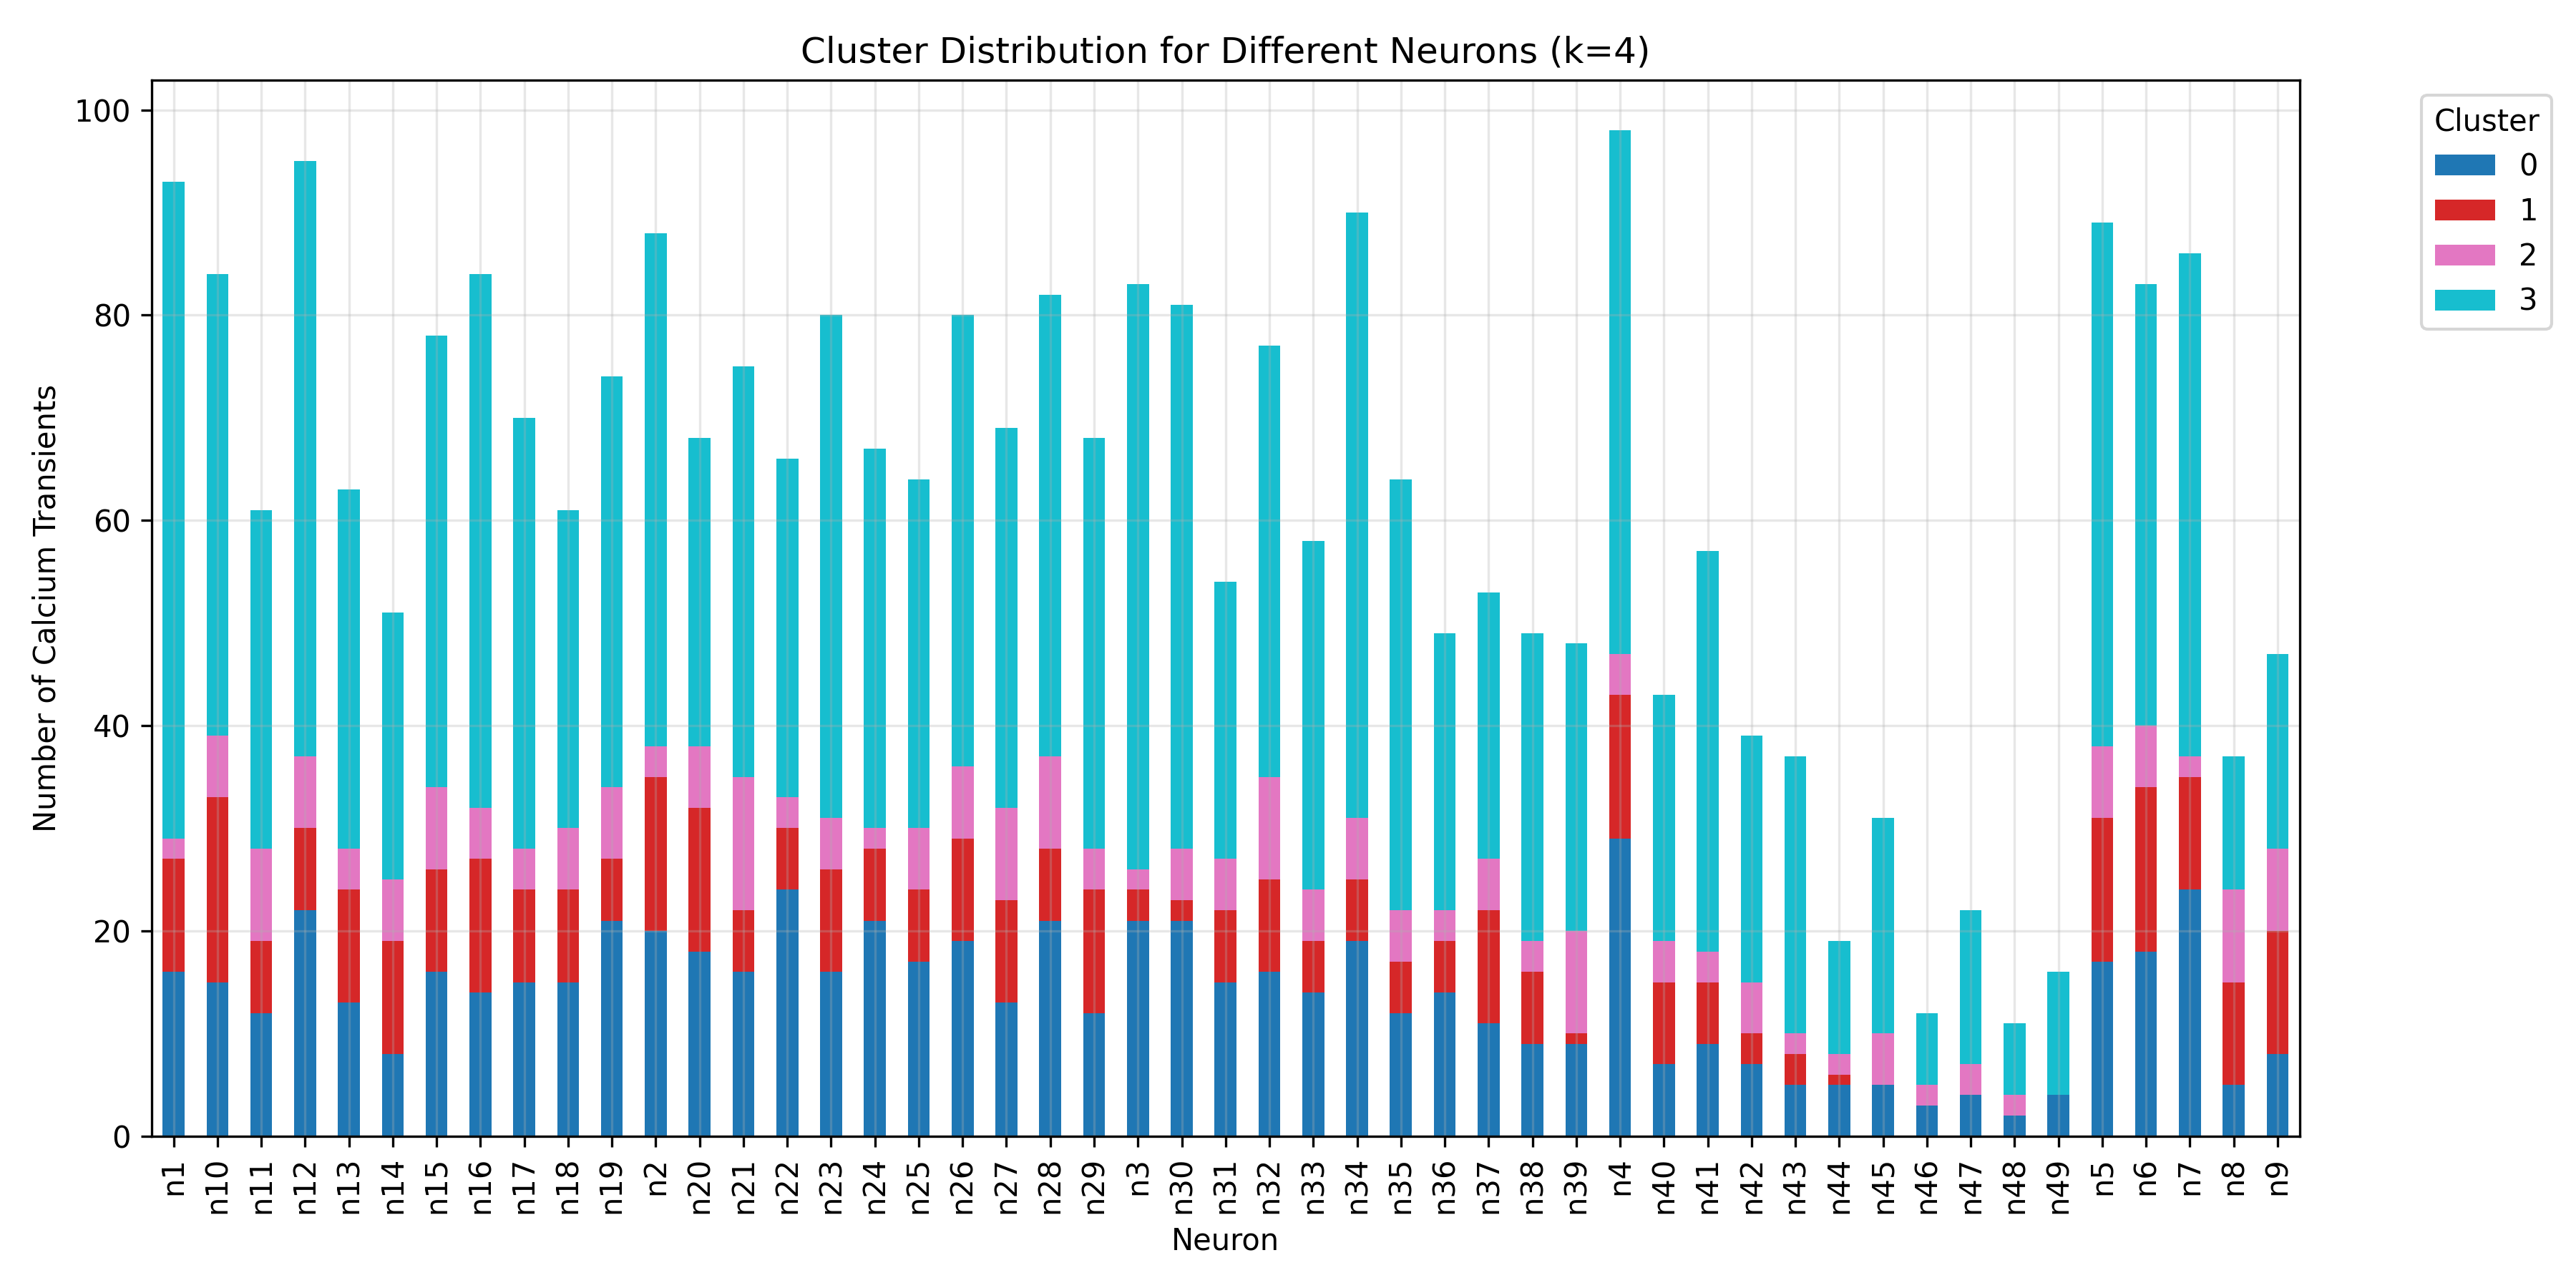 Cluster Distribution for Different Neurons (k=4)
Number of Calcium Transients
100
80
60
40
20
0
n1
n10
n11
n12
n13
n14
n15
n16
n17
n18
n19
n2
n20
n21
n22
n23
n24
n25
n26
n27
n28
n29
n3
n30
n31
n32
n33
n34
n35
n36
n37
n38
n39
n4
n40
n41
n42
n43
n44
n45
n46
n47
n48
n49
n5
n6
n7
n8
n9
Neuron
Cluster
0
1
2
3